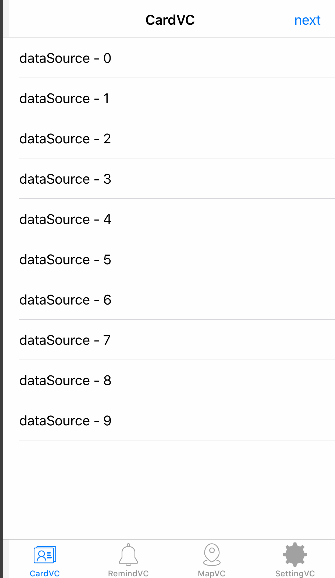 CardVC next
dataSource - 0
dataSource - 1
dataSource - 2
dataSource - 3
dataSource - 4
dataSource - 5
dataSource - 6
dataSource - 7
dataSource - 8
dataSource - 9
CardVC RemindVC MapVC SettingVC